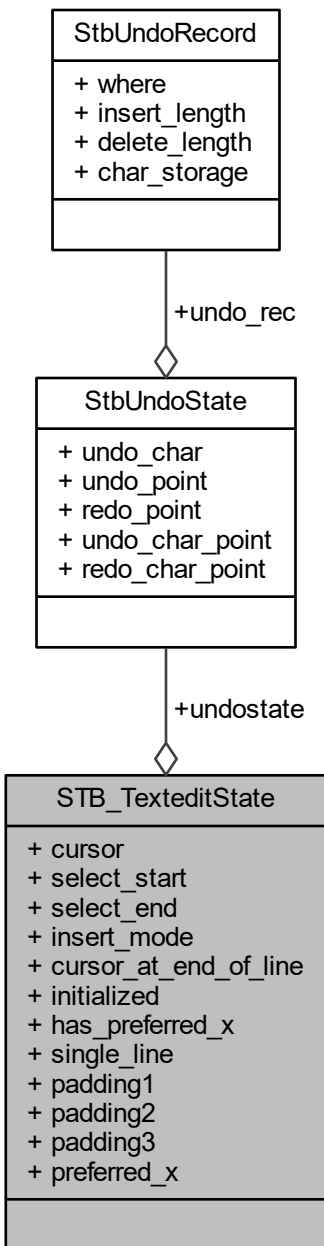 StbUndoRecord
+ where
+ insert_length
+ delete_length
+ char_storage
+undo_rec
StbUndoState
+ undo_char
+ undo_point
+ redo_point
+ undo_char_point
+ redo_char_point
+undostate
STB_TexteditState
+ cursor
+ select_start
+ select_end
+ insert_mode
+ cursor_at_end_of_line
+ initialized
+ has_preferred_x
+ single_line
+ padding1
+ padding2
+ padding3
+ preferred_x